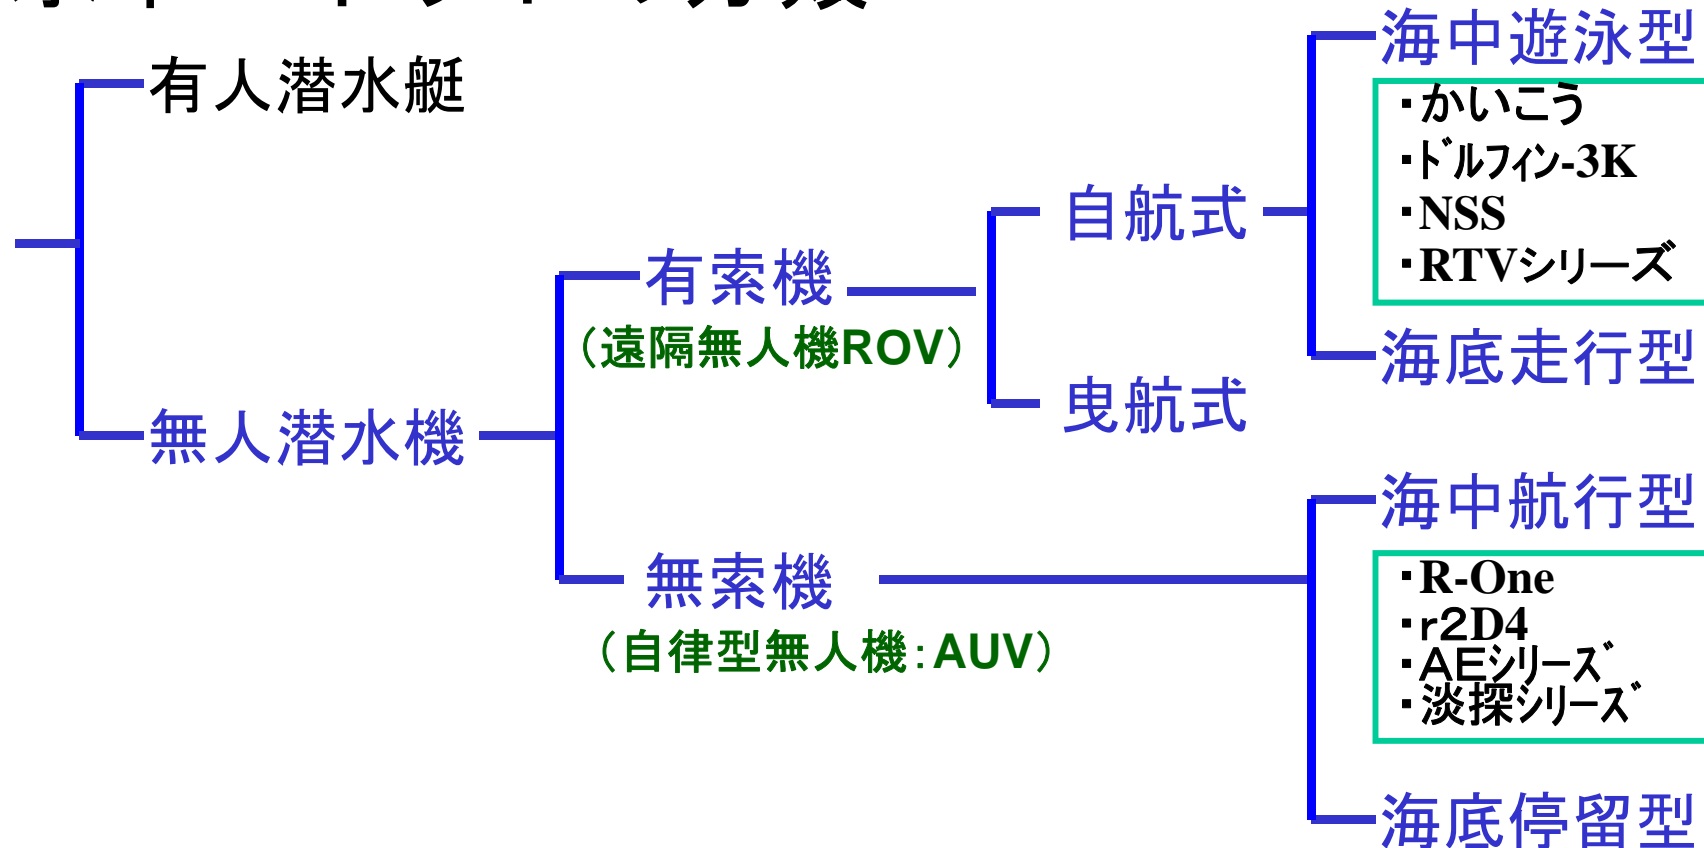 有人潜水艇
無人潜水機
有索機
(遠隔無人機ROV)
無索機
(自律型無人機:AUV)
自航式
曳航式
海中遊泳型
・かいこう
・ﾄﾞﾙﾌｨﾝ-3K
・NSS
・RTVシリーズ
海底走行型
海中航行型
・R-One
・r2D4
・AEｼﾘｰｽﾞ
・淡探ｼﾘｰｽﾞ
海底停留型